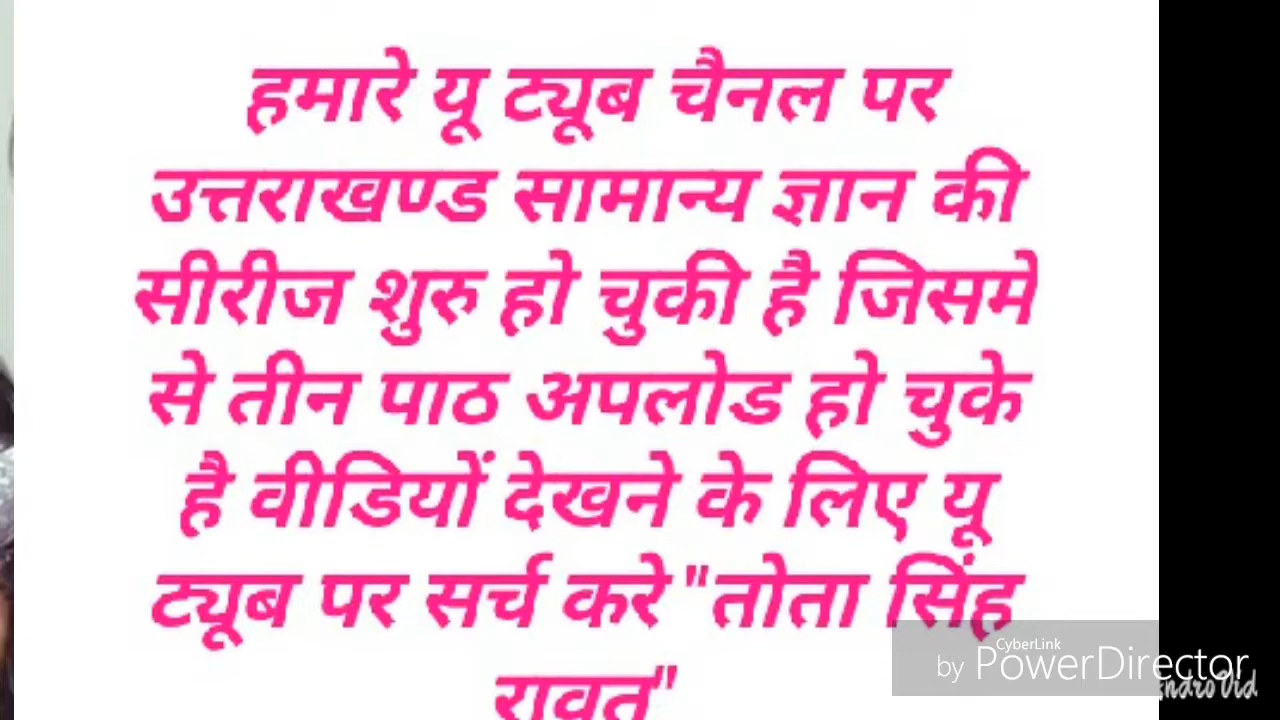 हमारे यू ट्यूब चैनल पर
उत्तराखण्ड सामान्य ज्ञान की
सीरीज शुरु हो चुकी है जिसमे
से तीन पाठ अपलोड हो चुके
है वीडियों देखने के लिए यू
ट्यूब पर सर्च करे "तोता सिंह
रावत"
CyberLink
by PowerDirector